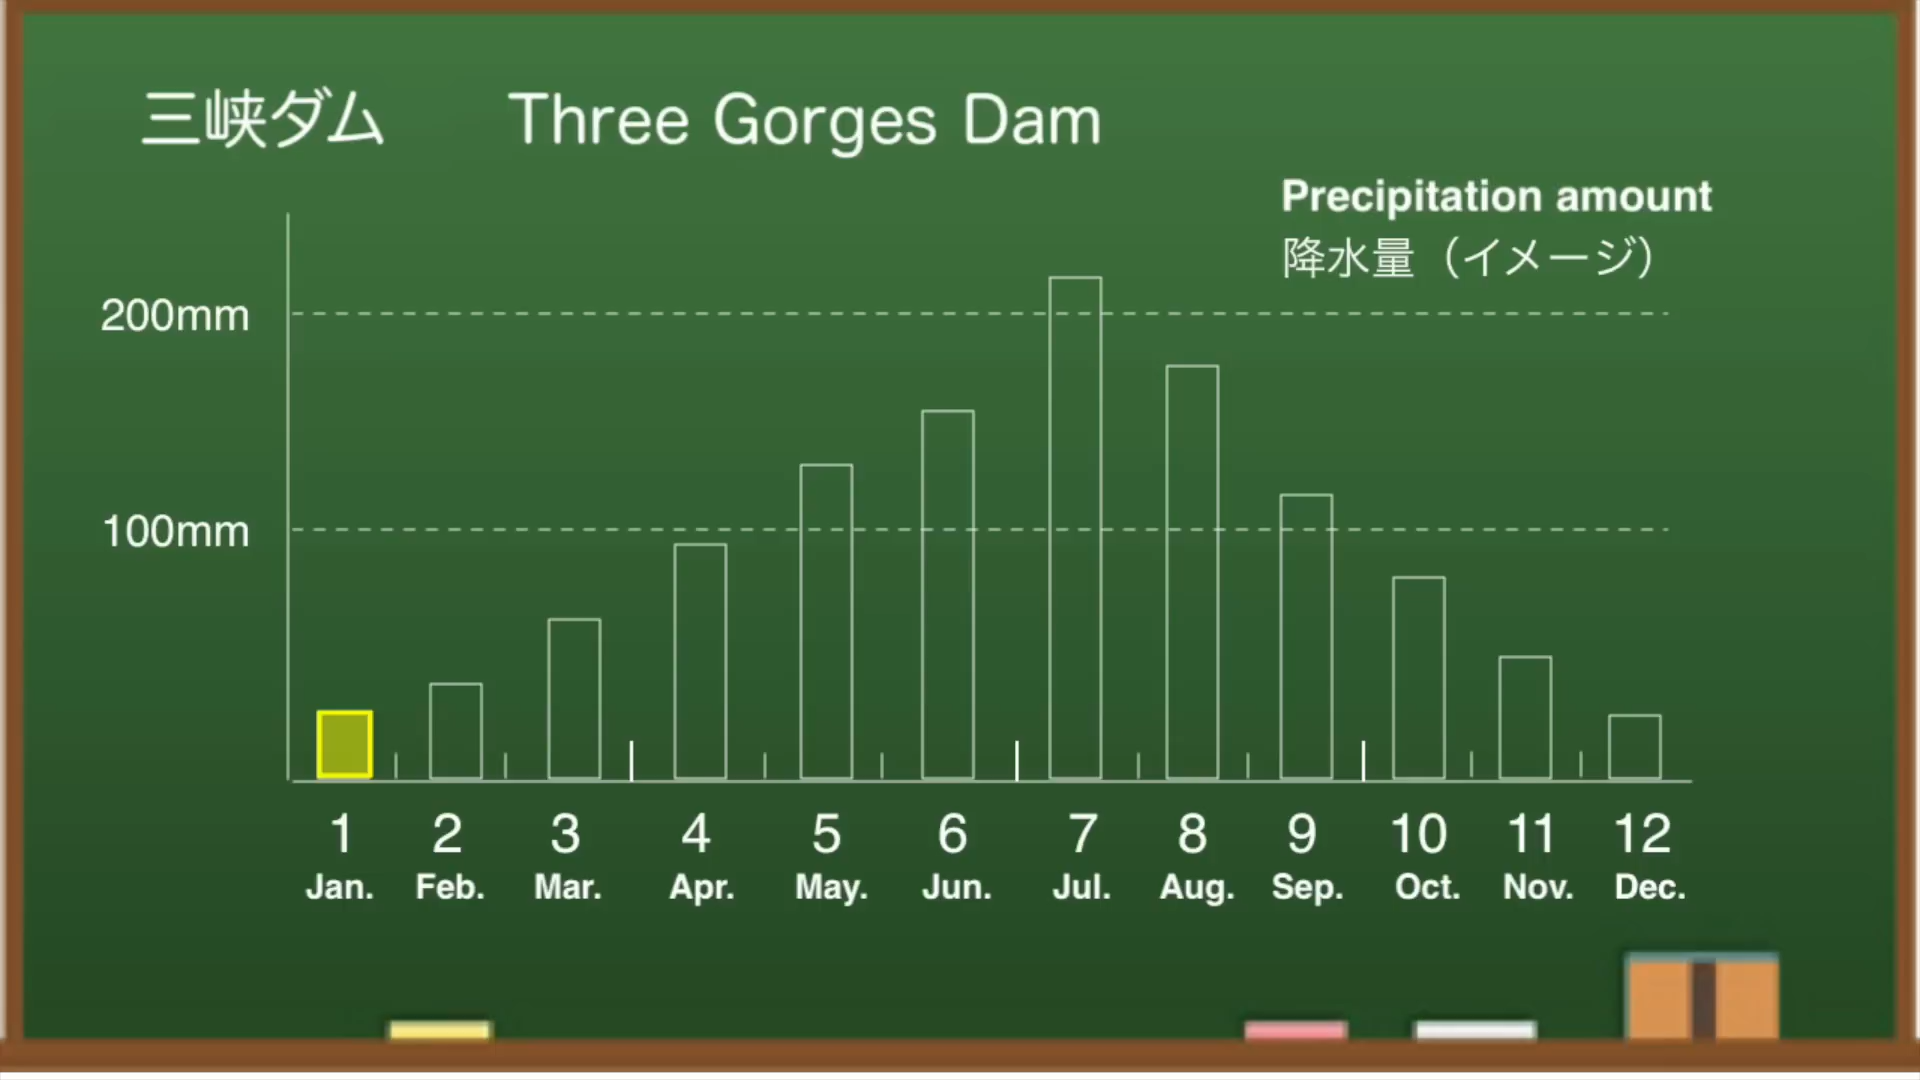 三峡ダム Three Gorges Dam
Precipitation amount
降水量（イメージ）
200mm
100mm
1 2 3 4 5 6 7 8 9 10 11 12
Jan. Feb. Mar. Apr. May. Jun. Jul. Aug. Sep. Oct. Nov. Dec.